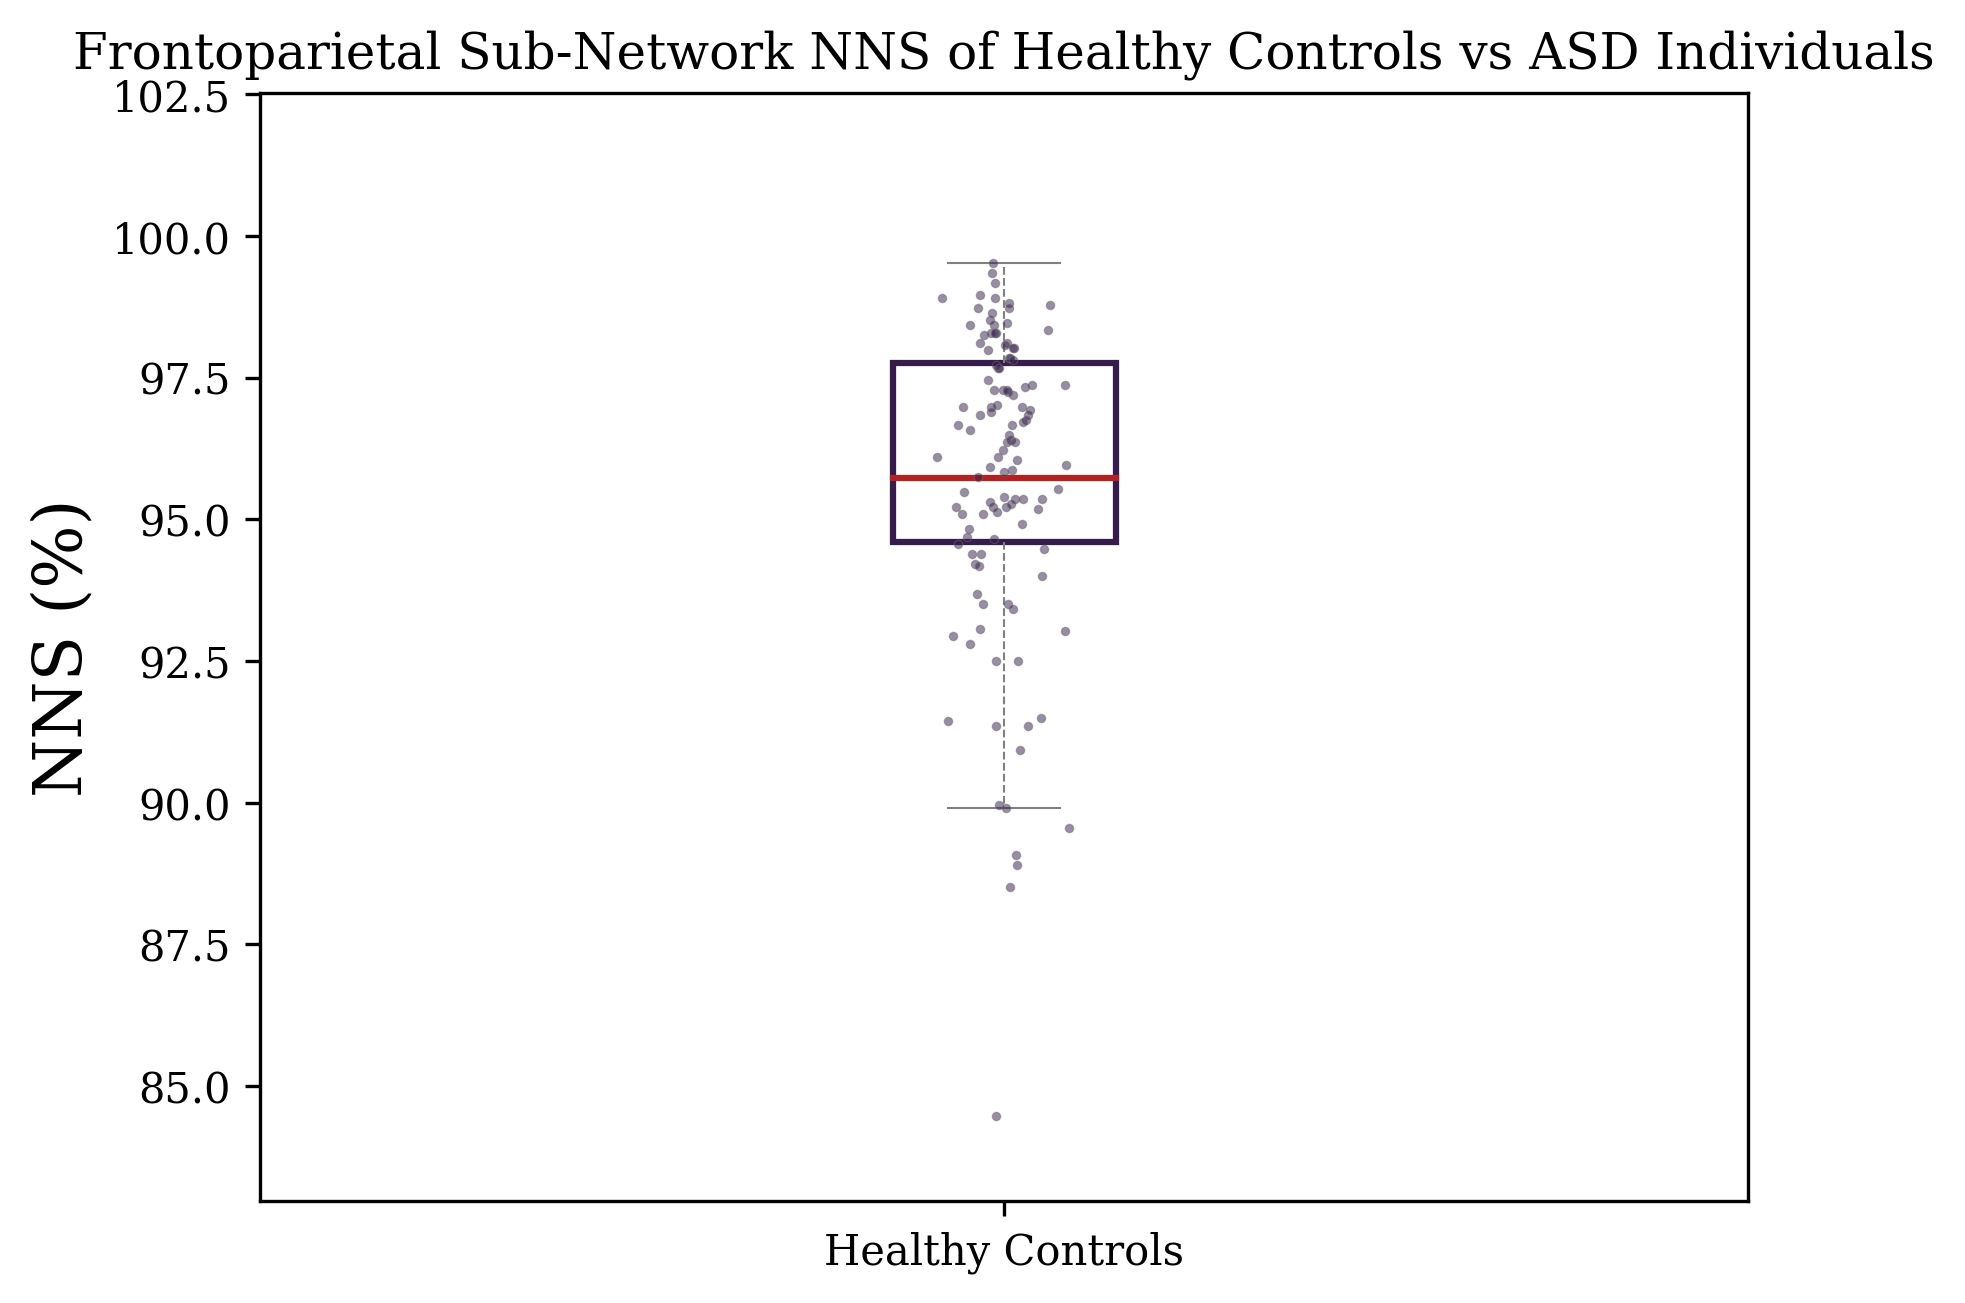 Frontoparietal Sub-Network NNS of Healthy Controls vs ASD Individuals
102.5
100.0
97.5
95.0
92.5
90.0
87.5
85.0
NNS (%)
Healthy Controls